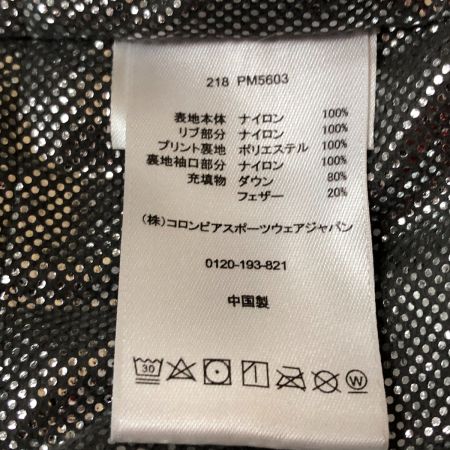 218 PM5603
表地本体 ナイロン 100%
リブ部分 ナイロン 100%
プリント裏地 ポリエステル 100%
裏地袖口部分 ナイロン 100%
充填物 ダウン 80%
フェザー 20%
(株)コロンビアスポーツウェアジャパン
0120-193-821
中国製
30 W